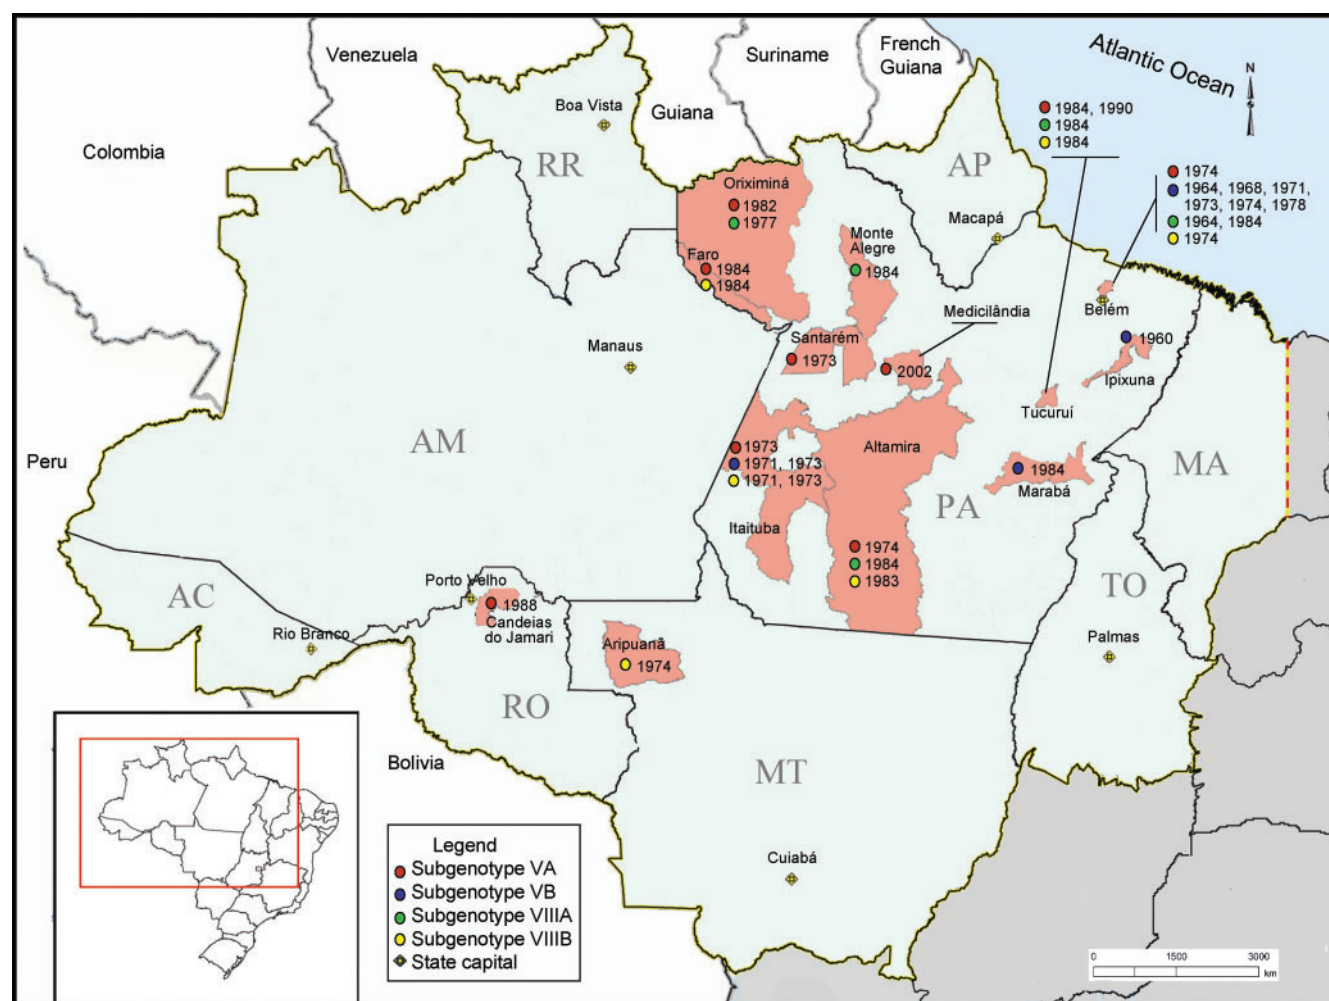 Venezuela
Suriname
French
Guiana
Atlantic Ocean
N
Boa Vista
Guiana
Colombia
RR
AP
1984, 1990
1984
1984
1974
1964, 1968, 1971,
1973, 1974, 1978
1964, 1984
1974
Oriximiná
1982
1977
Macapá
Monte
Alegre
1984
Faro
1984
1984
Belém
Medicilândia
Manaus
Santarém
1973
2002
1960
Ipixuna
Tucuruí
AM
Peru
1973
1971, 1973
1971, 1973
Itaituba
Altamira
PA
1984
Marabá
MA
1974
1984
1983
AC
Porto Velho
1988
Candeias
do Jamari
Rio Branco
Aripuanã
1974
TO
Palmas
RO
Bolivia
MT
Cuiabá
Legend
Subgenotype VA
Subgenotype VB
Subgenotype VIIIA
Subgenotype VIIIB
State capital
0 1500 3000
km